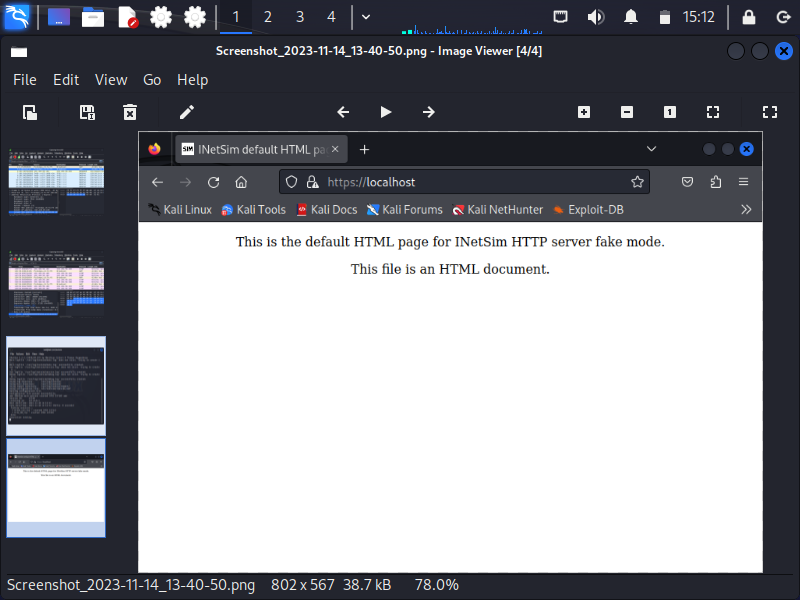 1 2 3 4 15:12
Screenshot_2023-11-14_13-40-50.png - Image Viewer [4/4]
File Edit View Go Help
1
SIM INetSim default HTML pa
https://localhost
Kali Linux Kali Tools Kali Docs Kali Forums Kali NetHunter Exploit-DB
This is the default HTML page for INetSim HTTP server fake mode.
This file is an HTML document.
Screenshot_2023-11-14_13-40-50.png 802 x 567 38.7 kB 78.0%